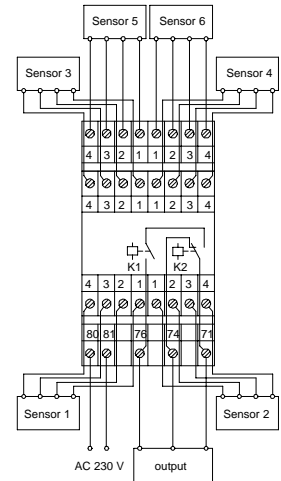 Sensor 5 Sensor 6
Sensor 3 Sensor 4
4 3 2 1 1 2 3 4
4 3 2 1 1 2 3 4
K1 K2
4 3 2 1 1 2 3 4
80 81 76 74 71
Sensor 1 Sensor 2
AC 230 V output